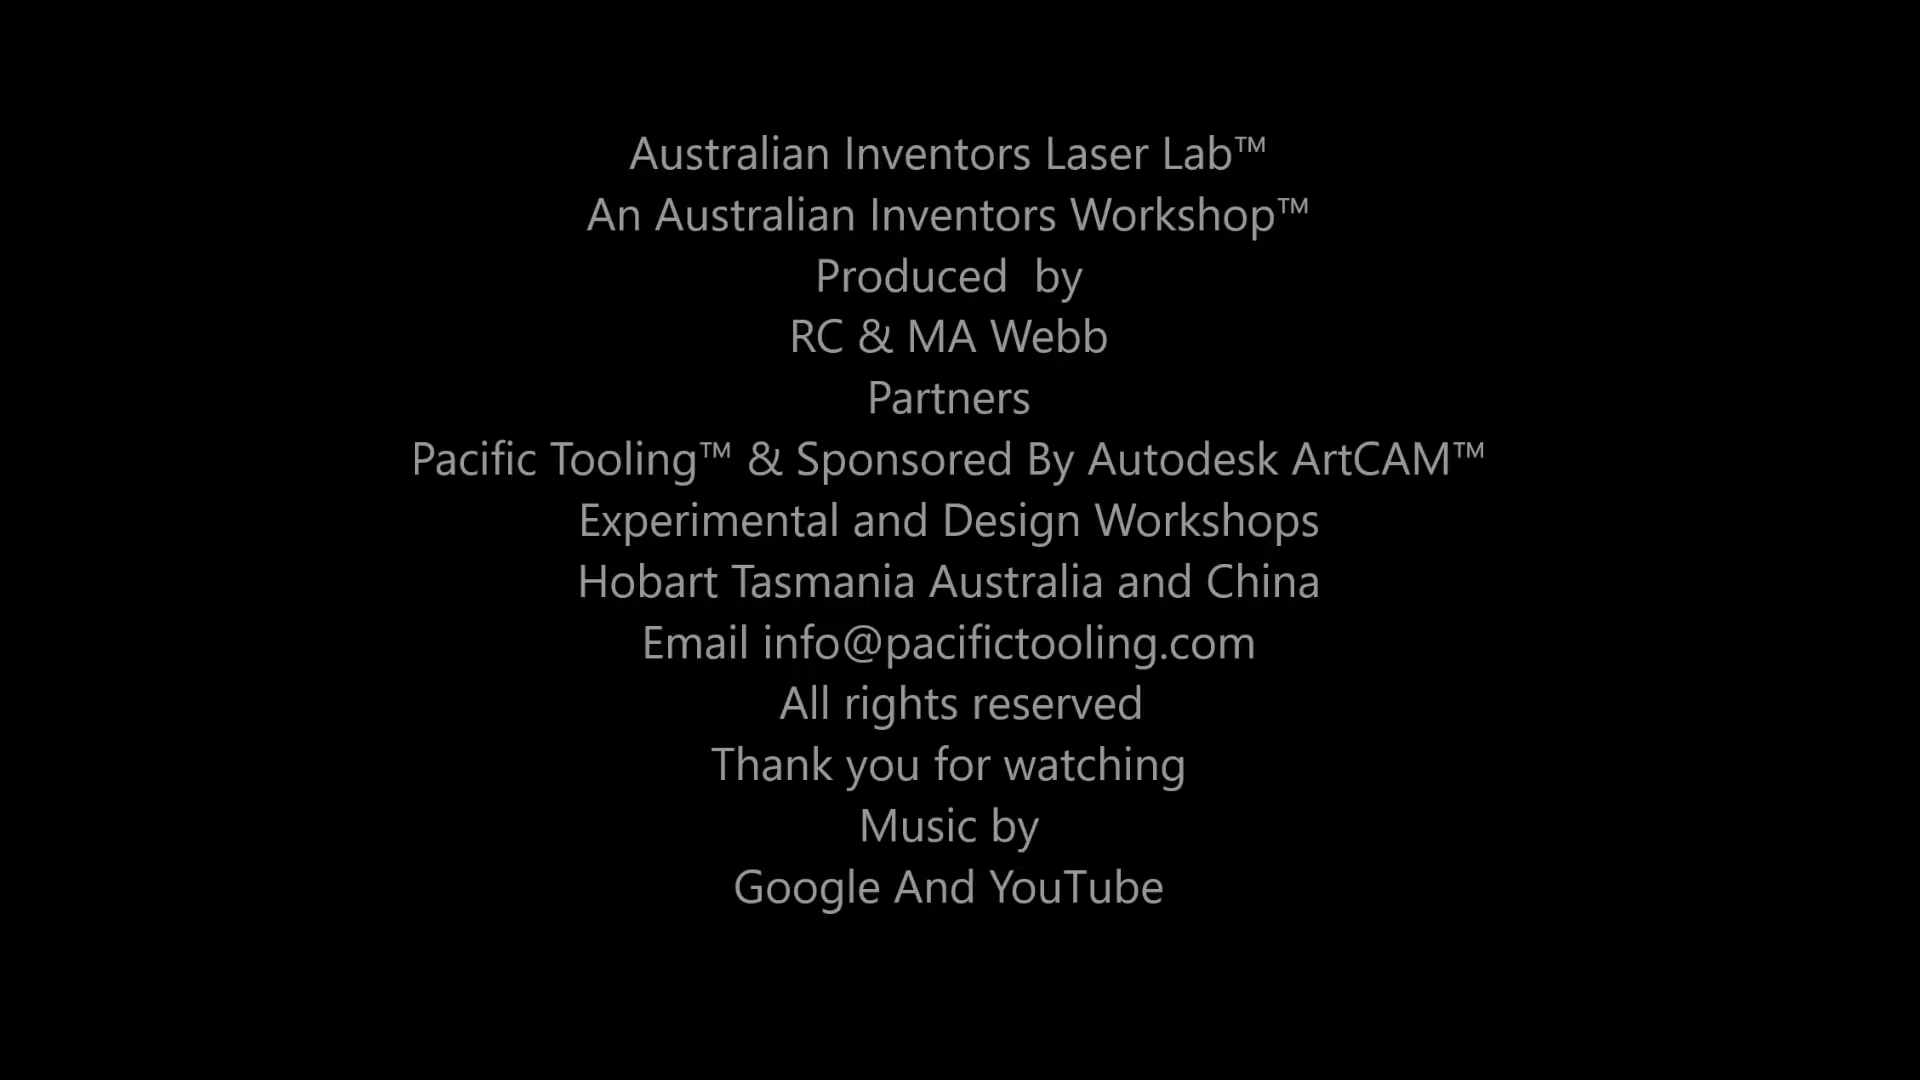 Australian Inventors Laser Lab™
An Australian Inventors Workshop™
Produced  by
RC & MA Webb
Partners
Pacific Tooling™ & Sponsored By Autodesk ArtCAM™
Experimental and Design Workshops
Hobart Tasmania Australia and China
Email info@pacifictooling.com
All rights reserved
Thank you for watching
Music by
Google And YouTube